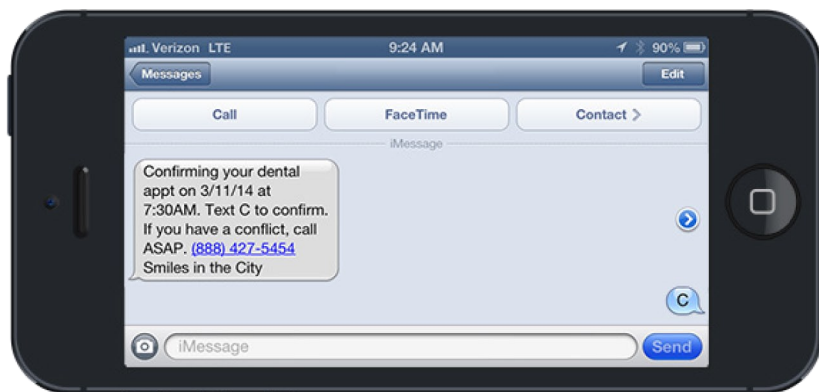 Verizon LTE 9:24 AM 90%
Messages Edit
Call FaceTime Contact
iMessage
Confirming your dental
appt on 3/11/14 at
7:30AM. Text C to confirm.
If you have a conflict, call
ASAP. (888) 427-5454
Smiles in the City
C
iMessage Send